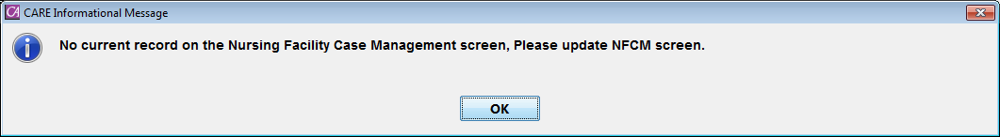 CARE Informational Message
No current record on the Nursing Facility Case Management screen, Please update NFCM screen.
OK